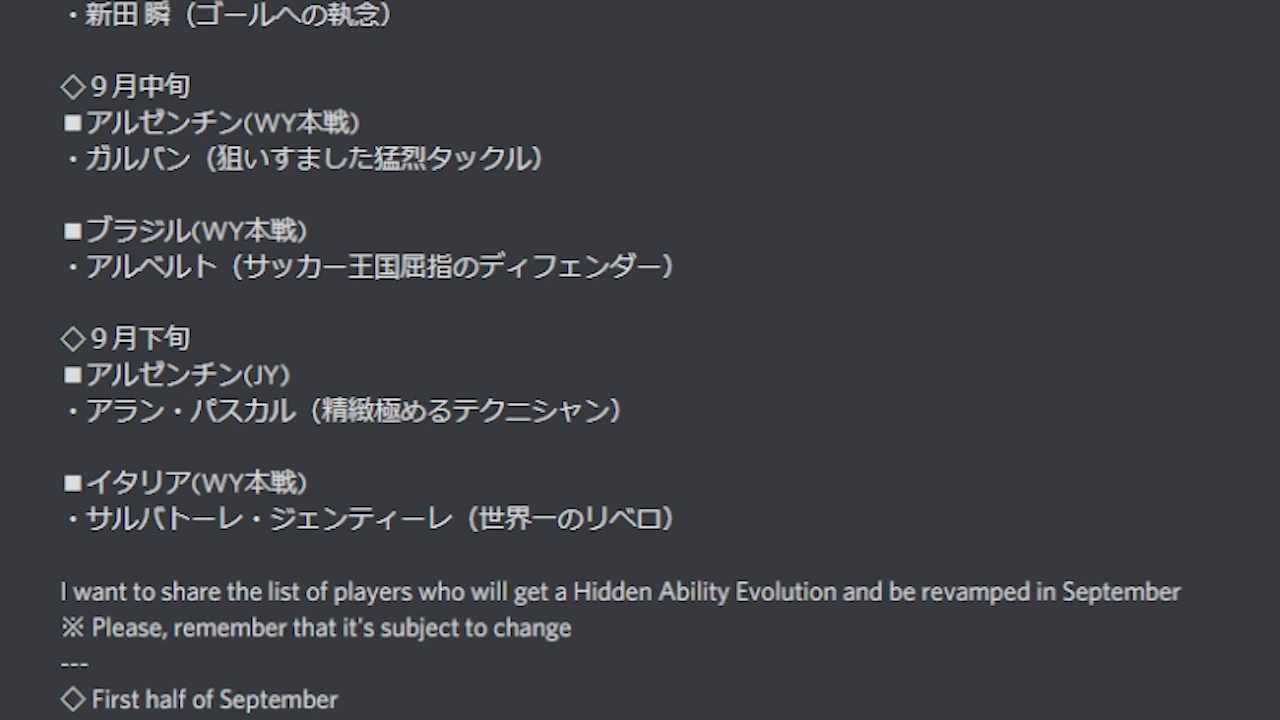 ・新田 瞬（ゴールへの執念）
◇９月中旬
■アルゼンチン(WY本戦)
・ガルバン（狙いすました猛烈タックル）
■ブラジル(WY本戦)
・アルベルト（サッカー王国屈指のディフェンダー）
◇９月下旬
■アルゼンチン(JY)
・アラン・パスカル（精緻極めるテクニシャン）
■イタリア(WY本戦)
・サルバトーレ・ジェンティーレ（世界一のリベロ）
I want to share the list of players who will get a Hidden Ability Evolution and be revamped in September
※ Please, remember that it's subject to change
---
◇ First half of September